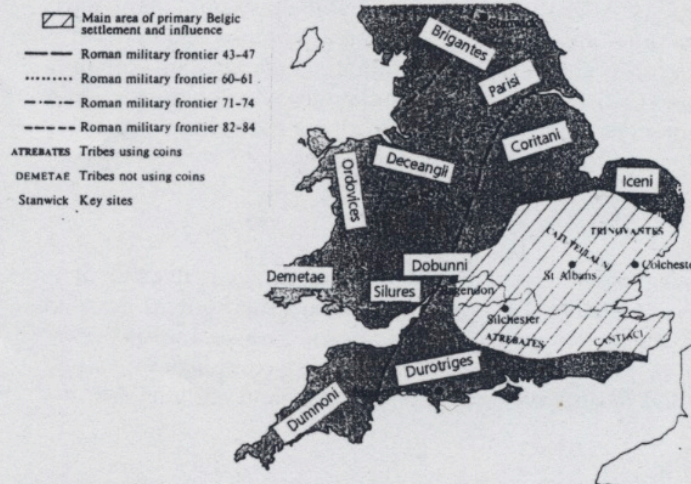 Main area of primary Belgic
settlement and influence
Roman military frontier 43-47
Roman military frontier 60-61
Roman military frontier 71-74
Roman military frontier 82-84
ATREBATES Tribes using coins
DEMETAE Tribes not using coins
Stanwick Key sites
Stanwick
Brigantes
Parisi
Coritani
Deceangli
Ordovices
Iceni
TRINOVANTES
Colchester
St Albans
Dobunni
Demetae
Silures
Bagendon
Silchester
ATREBATES
CANTIACI
Durotriges
Dumnoni